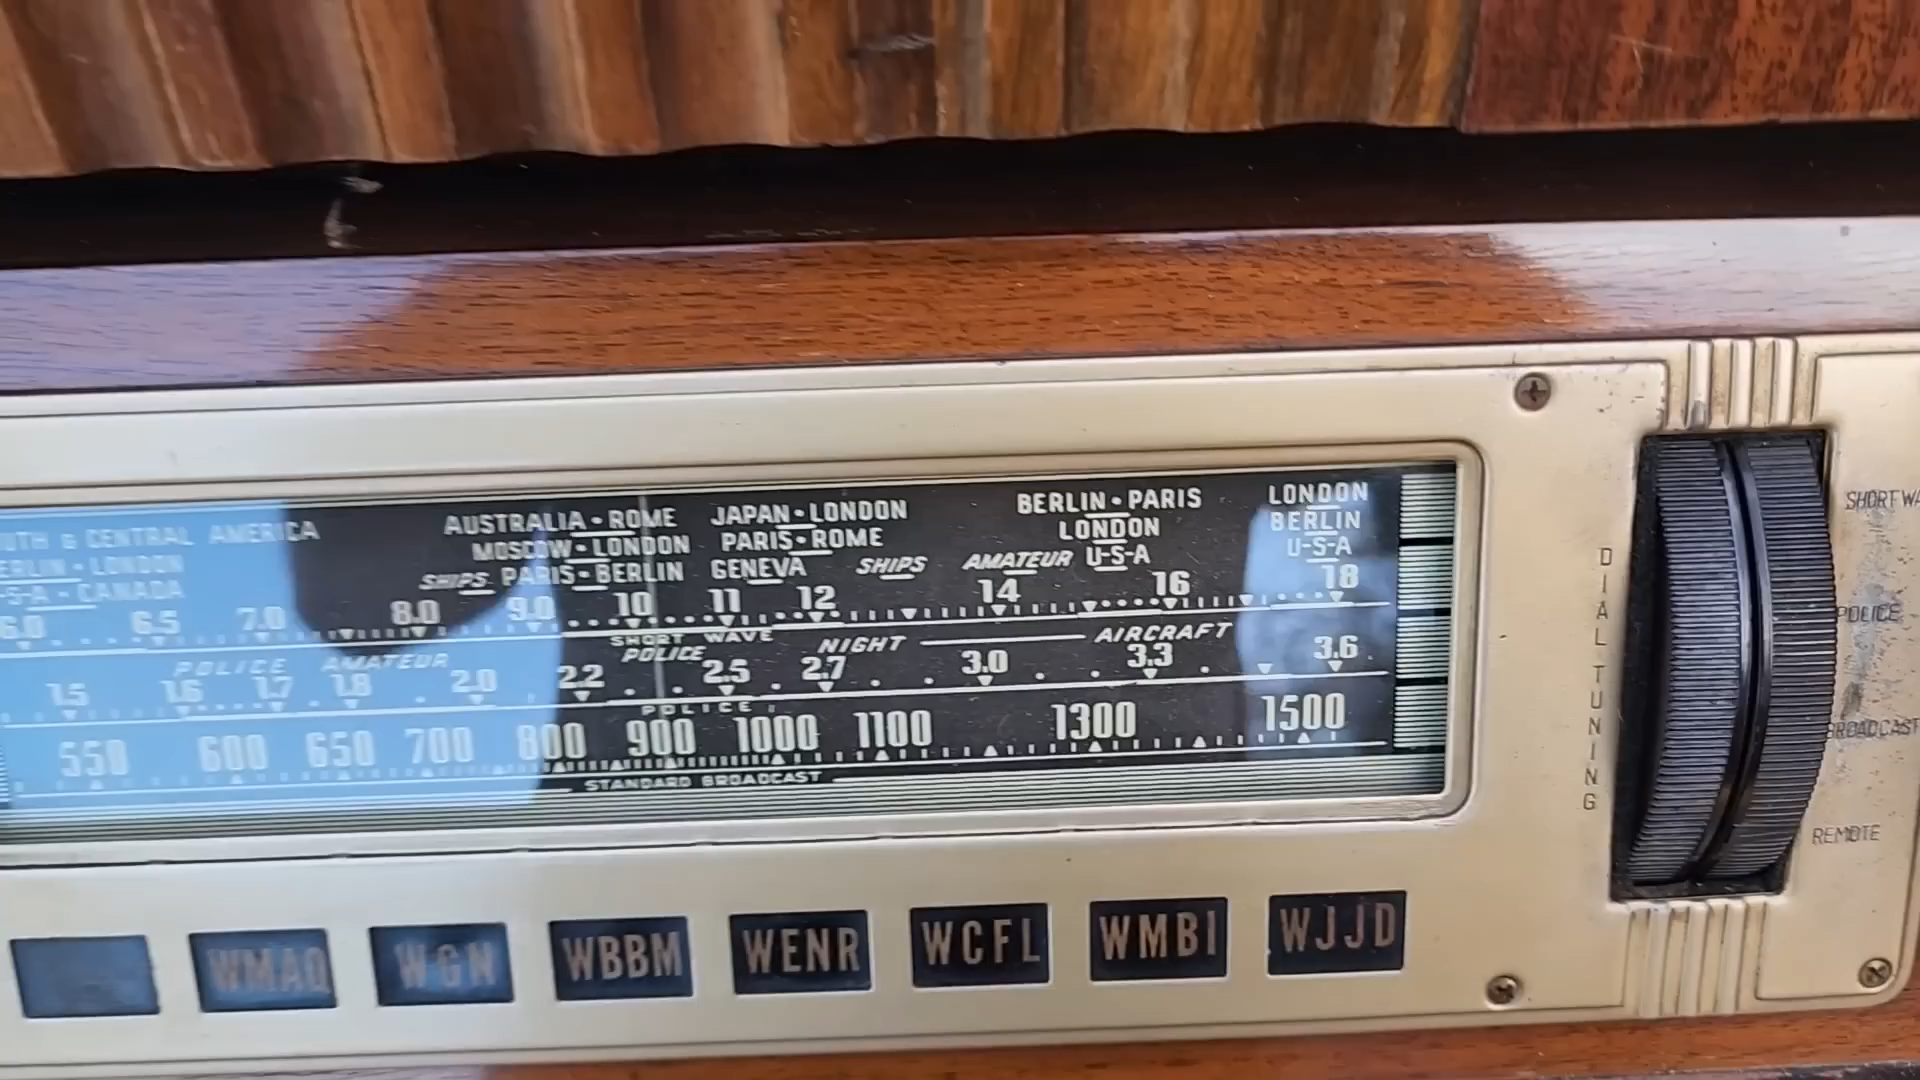 UTH & CENTRAL AMERICA
ERLIN • LONDON
-S-A • CANADA
AUSTRALIA • ROME
MOSCOW • LONDON
SHIPS PARIS • BERLIN
JAPAN • LONDON
PARIS • ROME
GENEVA
SHIPS
AMATEUR
BERLIN • PARIS
LONDON
U-S-A
LONDON
BERLIN
U-S-A
6.0 6.5 7.0 8.0 9.0 10 11 12 14 16 18
SHORT WAVE
POLICE AMATEUR POLICE NIGHT AIRCRAFT
1.5 1.6 1.7 1.8 2.0 2.2 2.5 2.7 3.0 3.3 3.6
POLICE
550 600 650 700 800 900 1000 1100 1300 1500
STANDARD BROADCAST
WMAQ WGN WBBM WENR WCFL WMBI WJJD
DIAL TUNING
SHORT WA
POLICE
BROADCAST
REMOTE